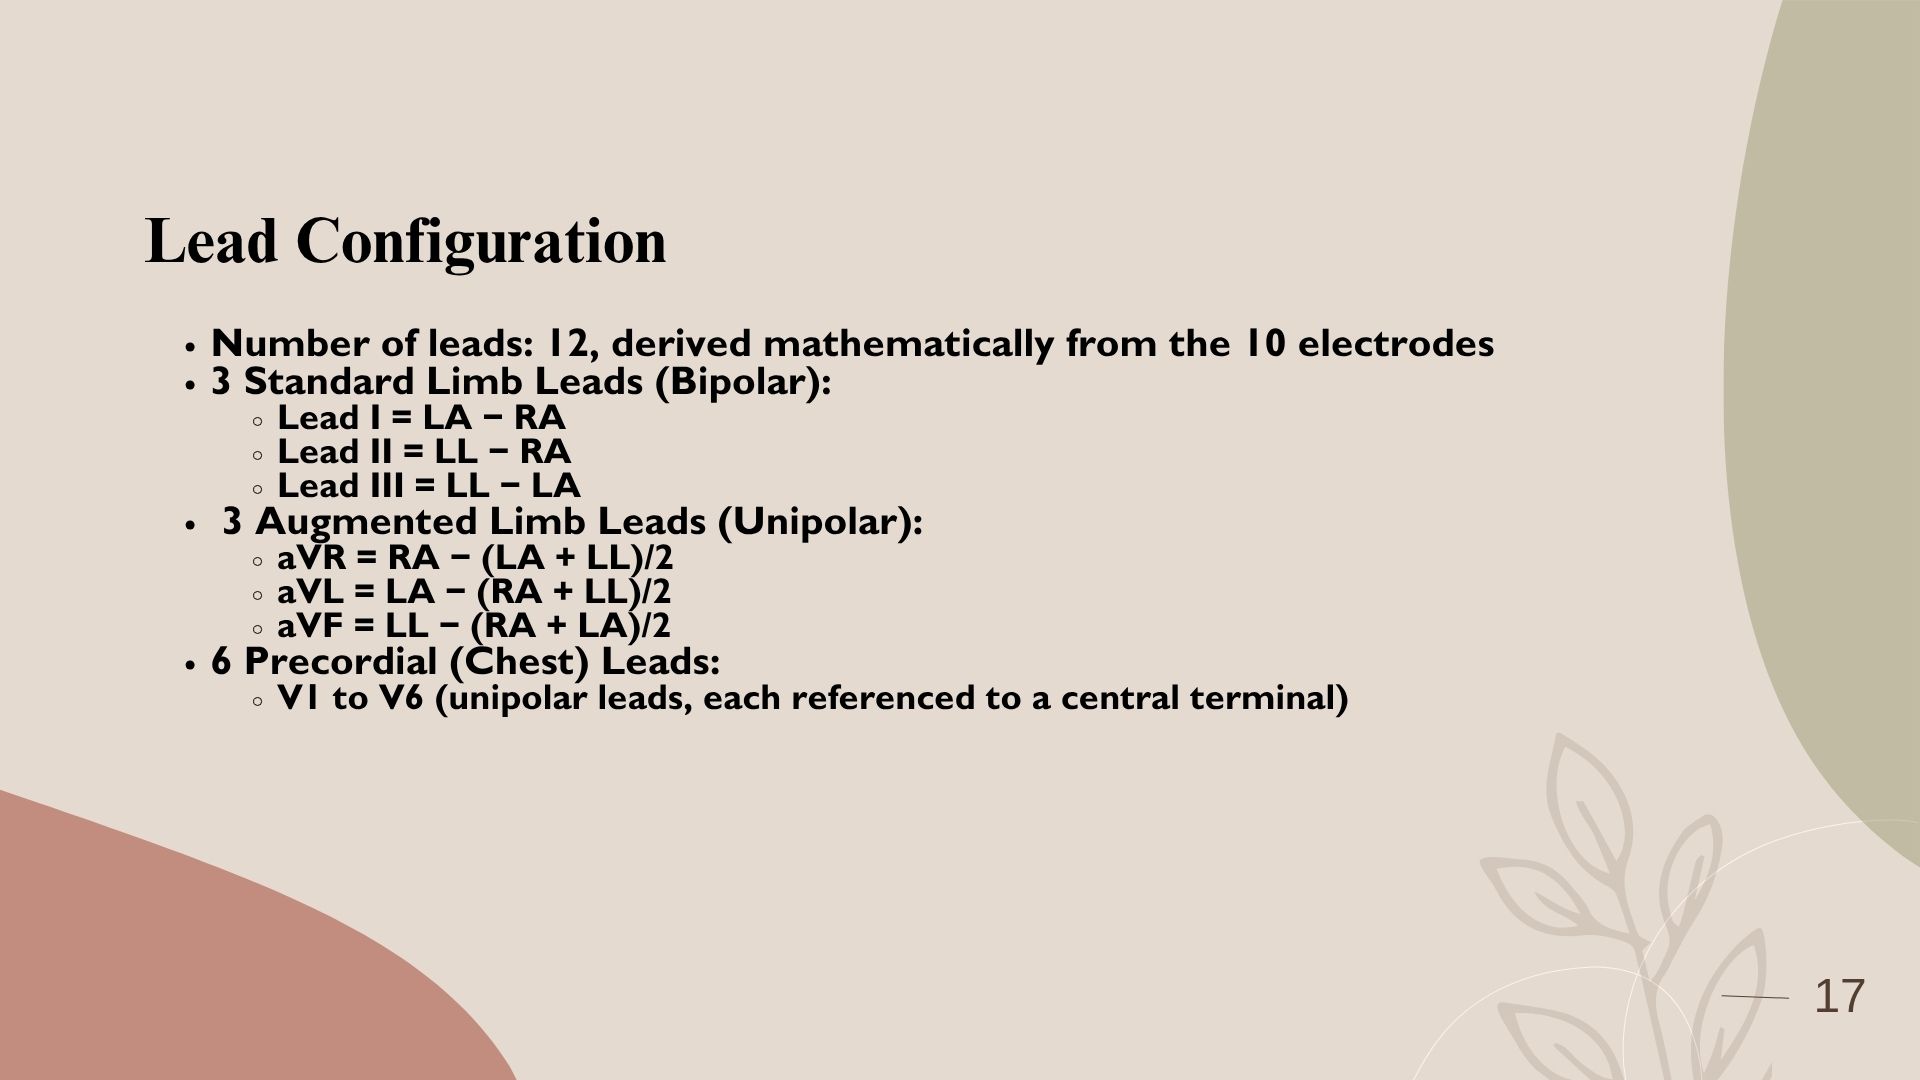 Lead Configuration
• Number of leads: 12, derived mathematically from the 10 electrodes
• 3 Standard Limb Leads (Bipolar):
◦ Lead I = LA − RA
◦ Lead II = LL − RA
◦ Lead III = LL − LA
• 3 Augmented Limb Leads (Unipolar):
◦ aVR = RA − (LA + LL)/2
◦ aVL = LA − (RA + LL)/2
◦ aVF = LL − (RA + LA)/2
• 6 Precordial (Chest) Leads:
◦ V1 to V6 (unipolar leads, each referenced to a central terminal)
17